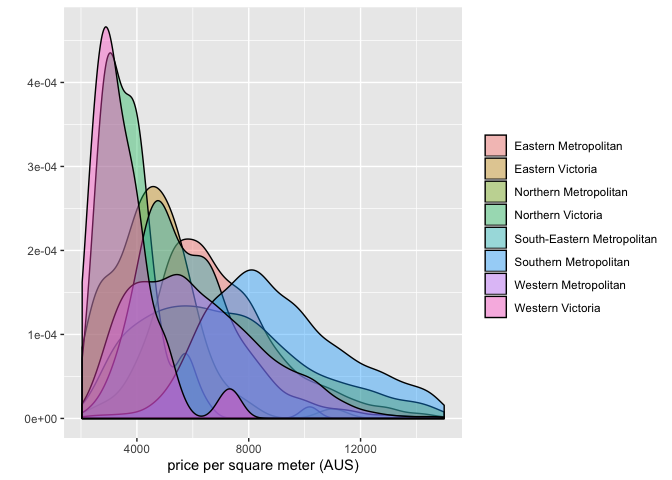 4e-04
3e-04
2e-04
1e-04
0e+00
4000
8000
12000
price per square meter (AUS)
Eastern Metropolitan
Eastern Victoria
Northern Metropolitan
Northern Victoria
South-Eastern Metropolitan
Southern Metropolitan
Western Metropolitan
Western Victoria